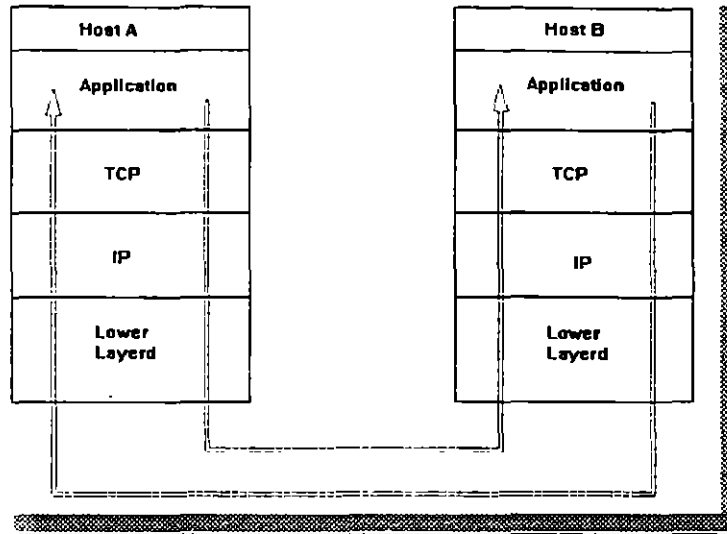 Host A
Application
TCP
IP
Lower
Layerd
Host B
Application
TCP
IP
Lower
Layerd